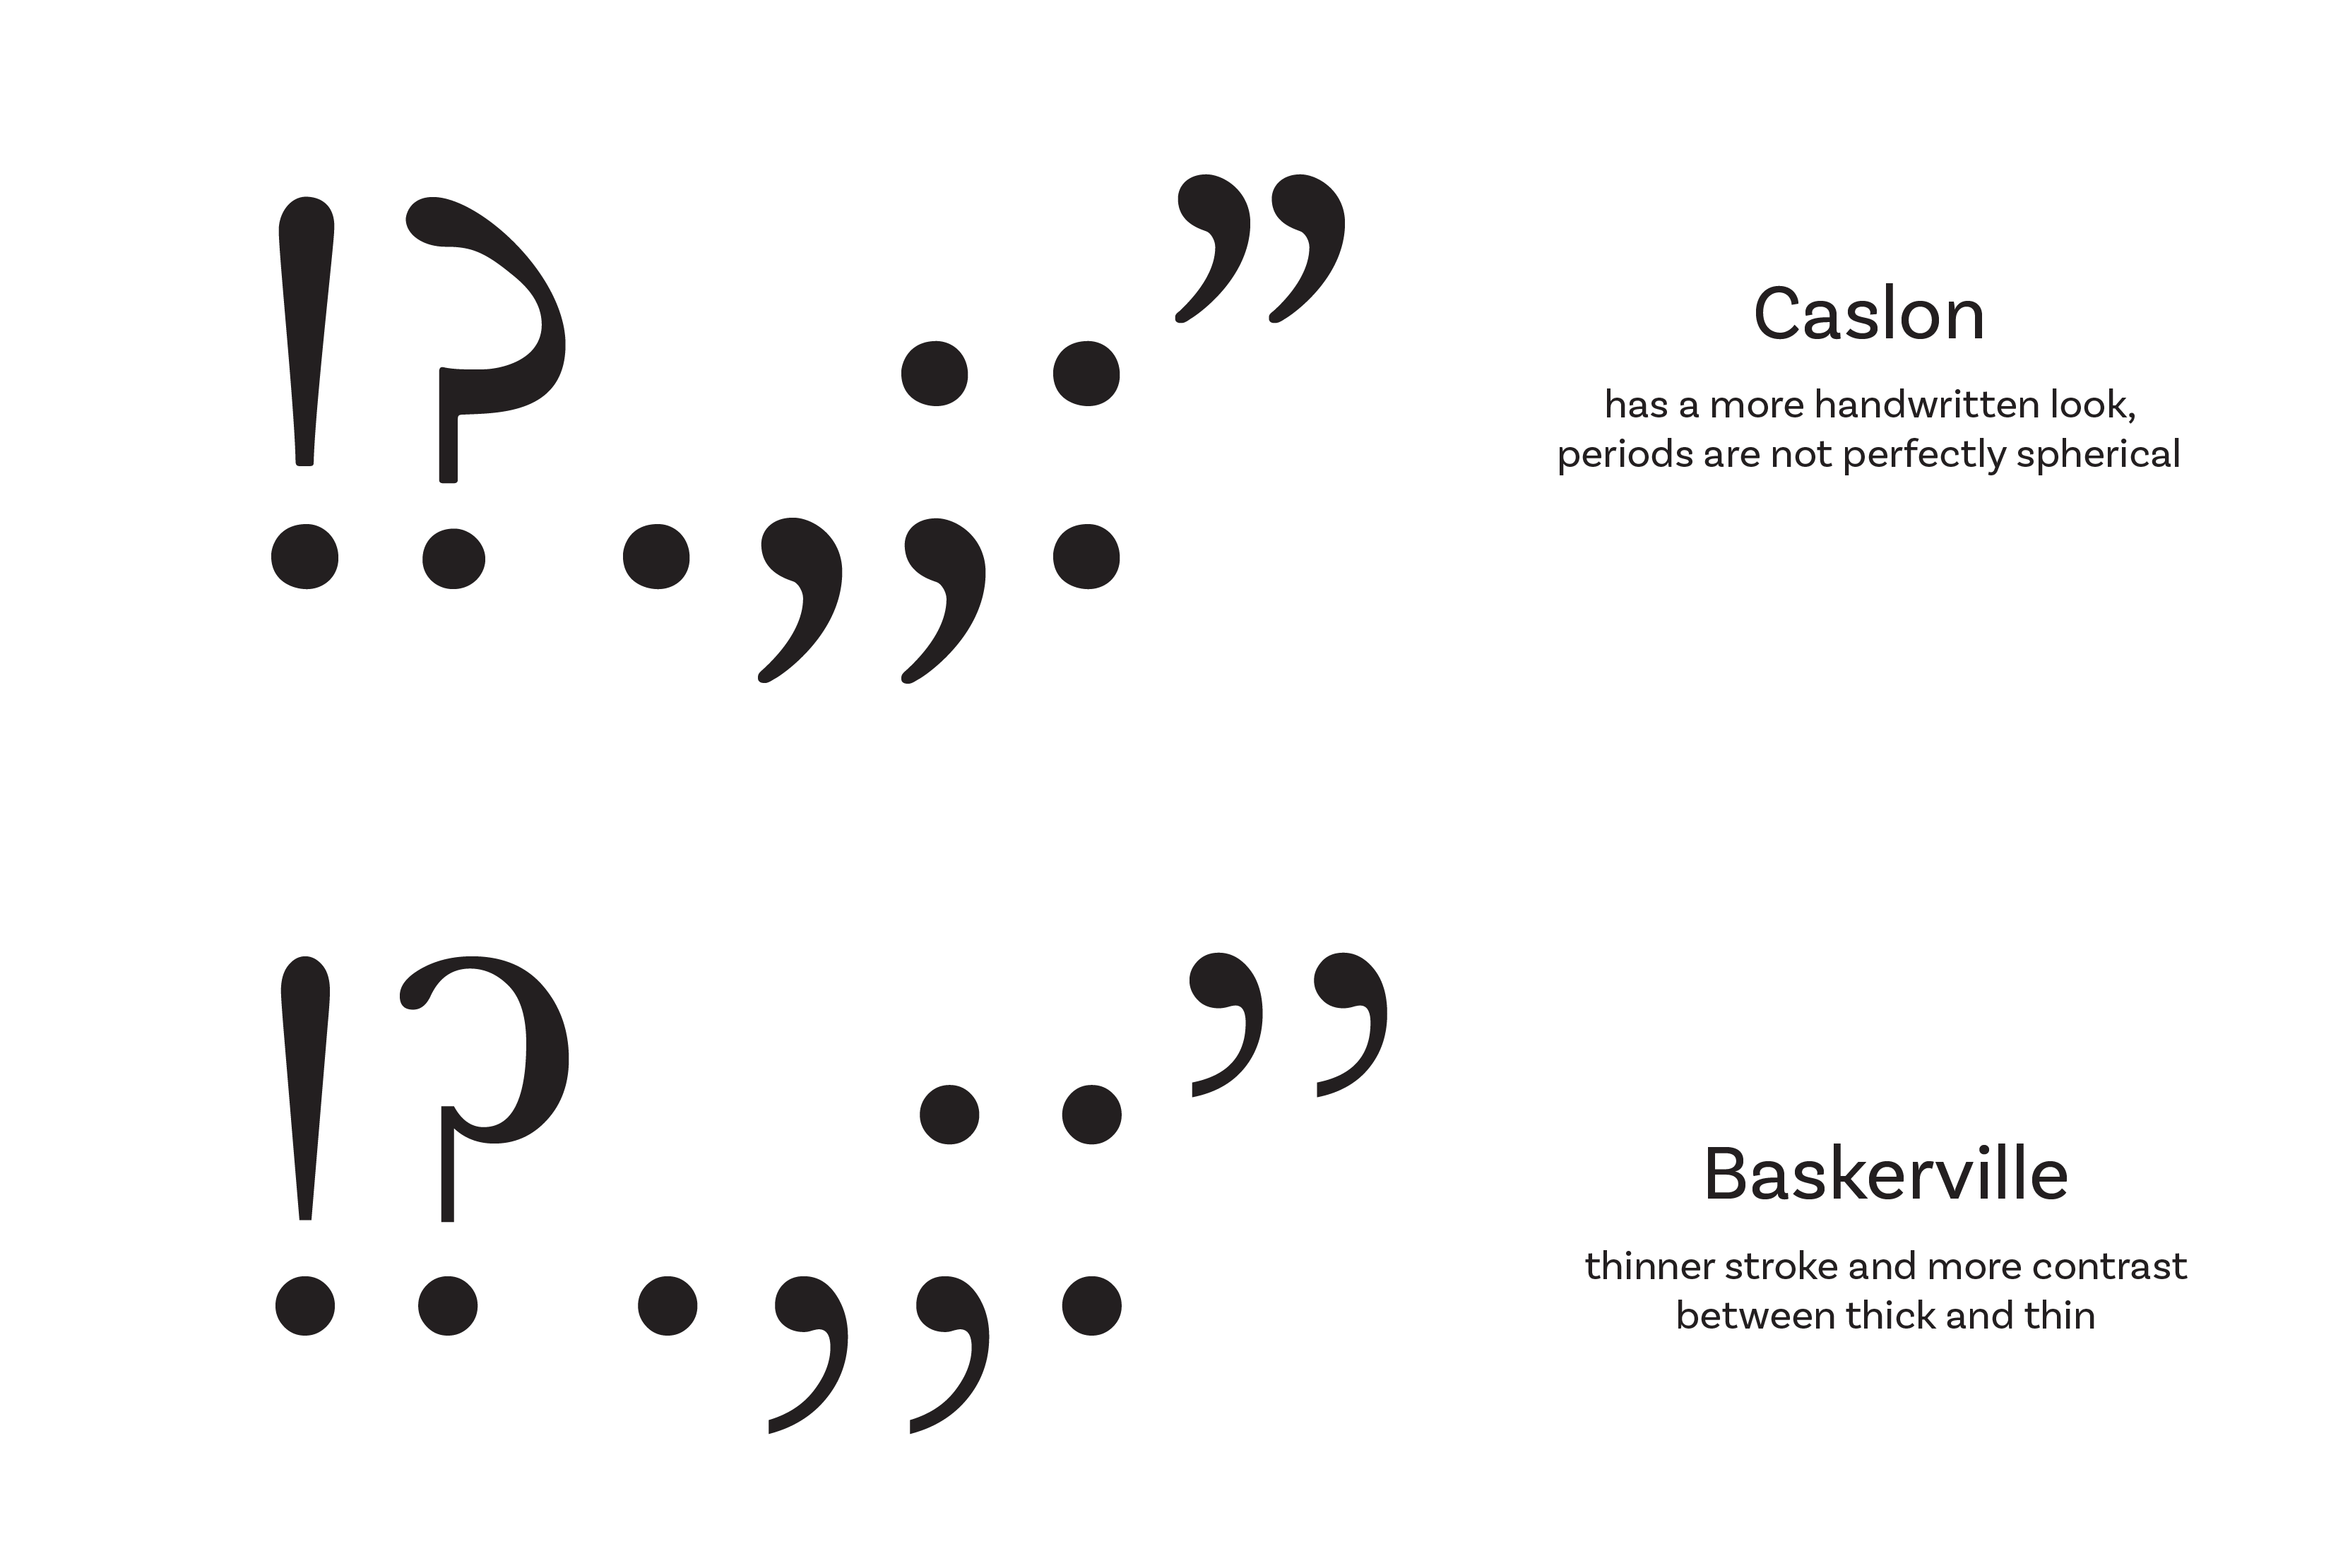 !? .,;:”
Caslon
has a more handwritten look,
periods are not perfectly spherical
!? .,;:”
Baskerville
thinner stroke and more contrast
between thick and thin